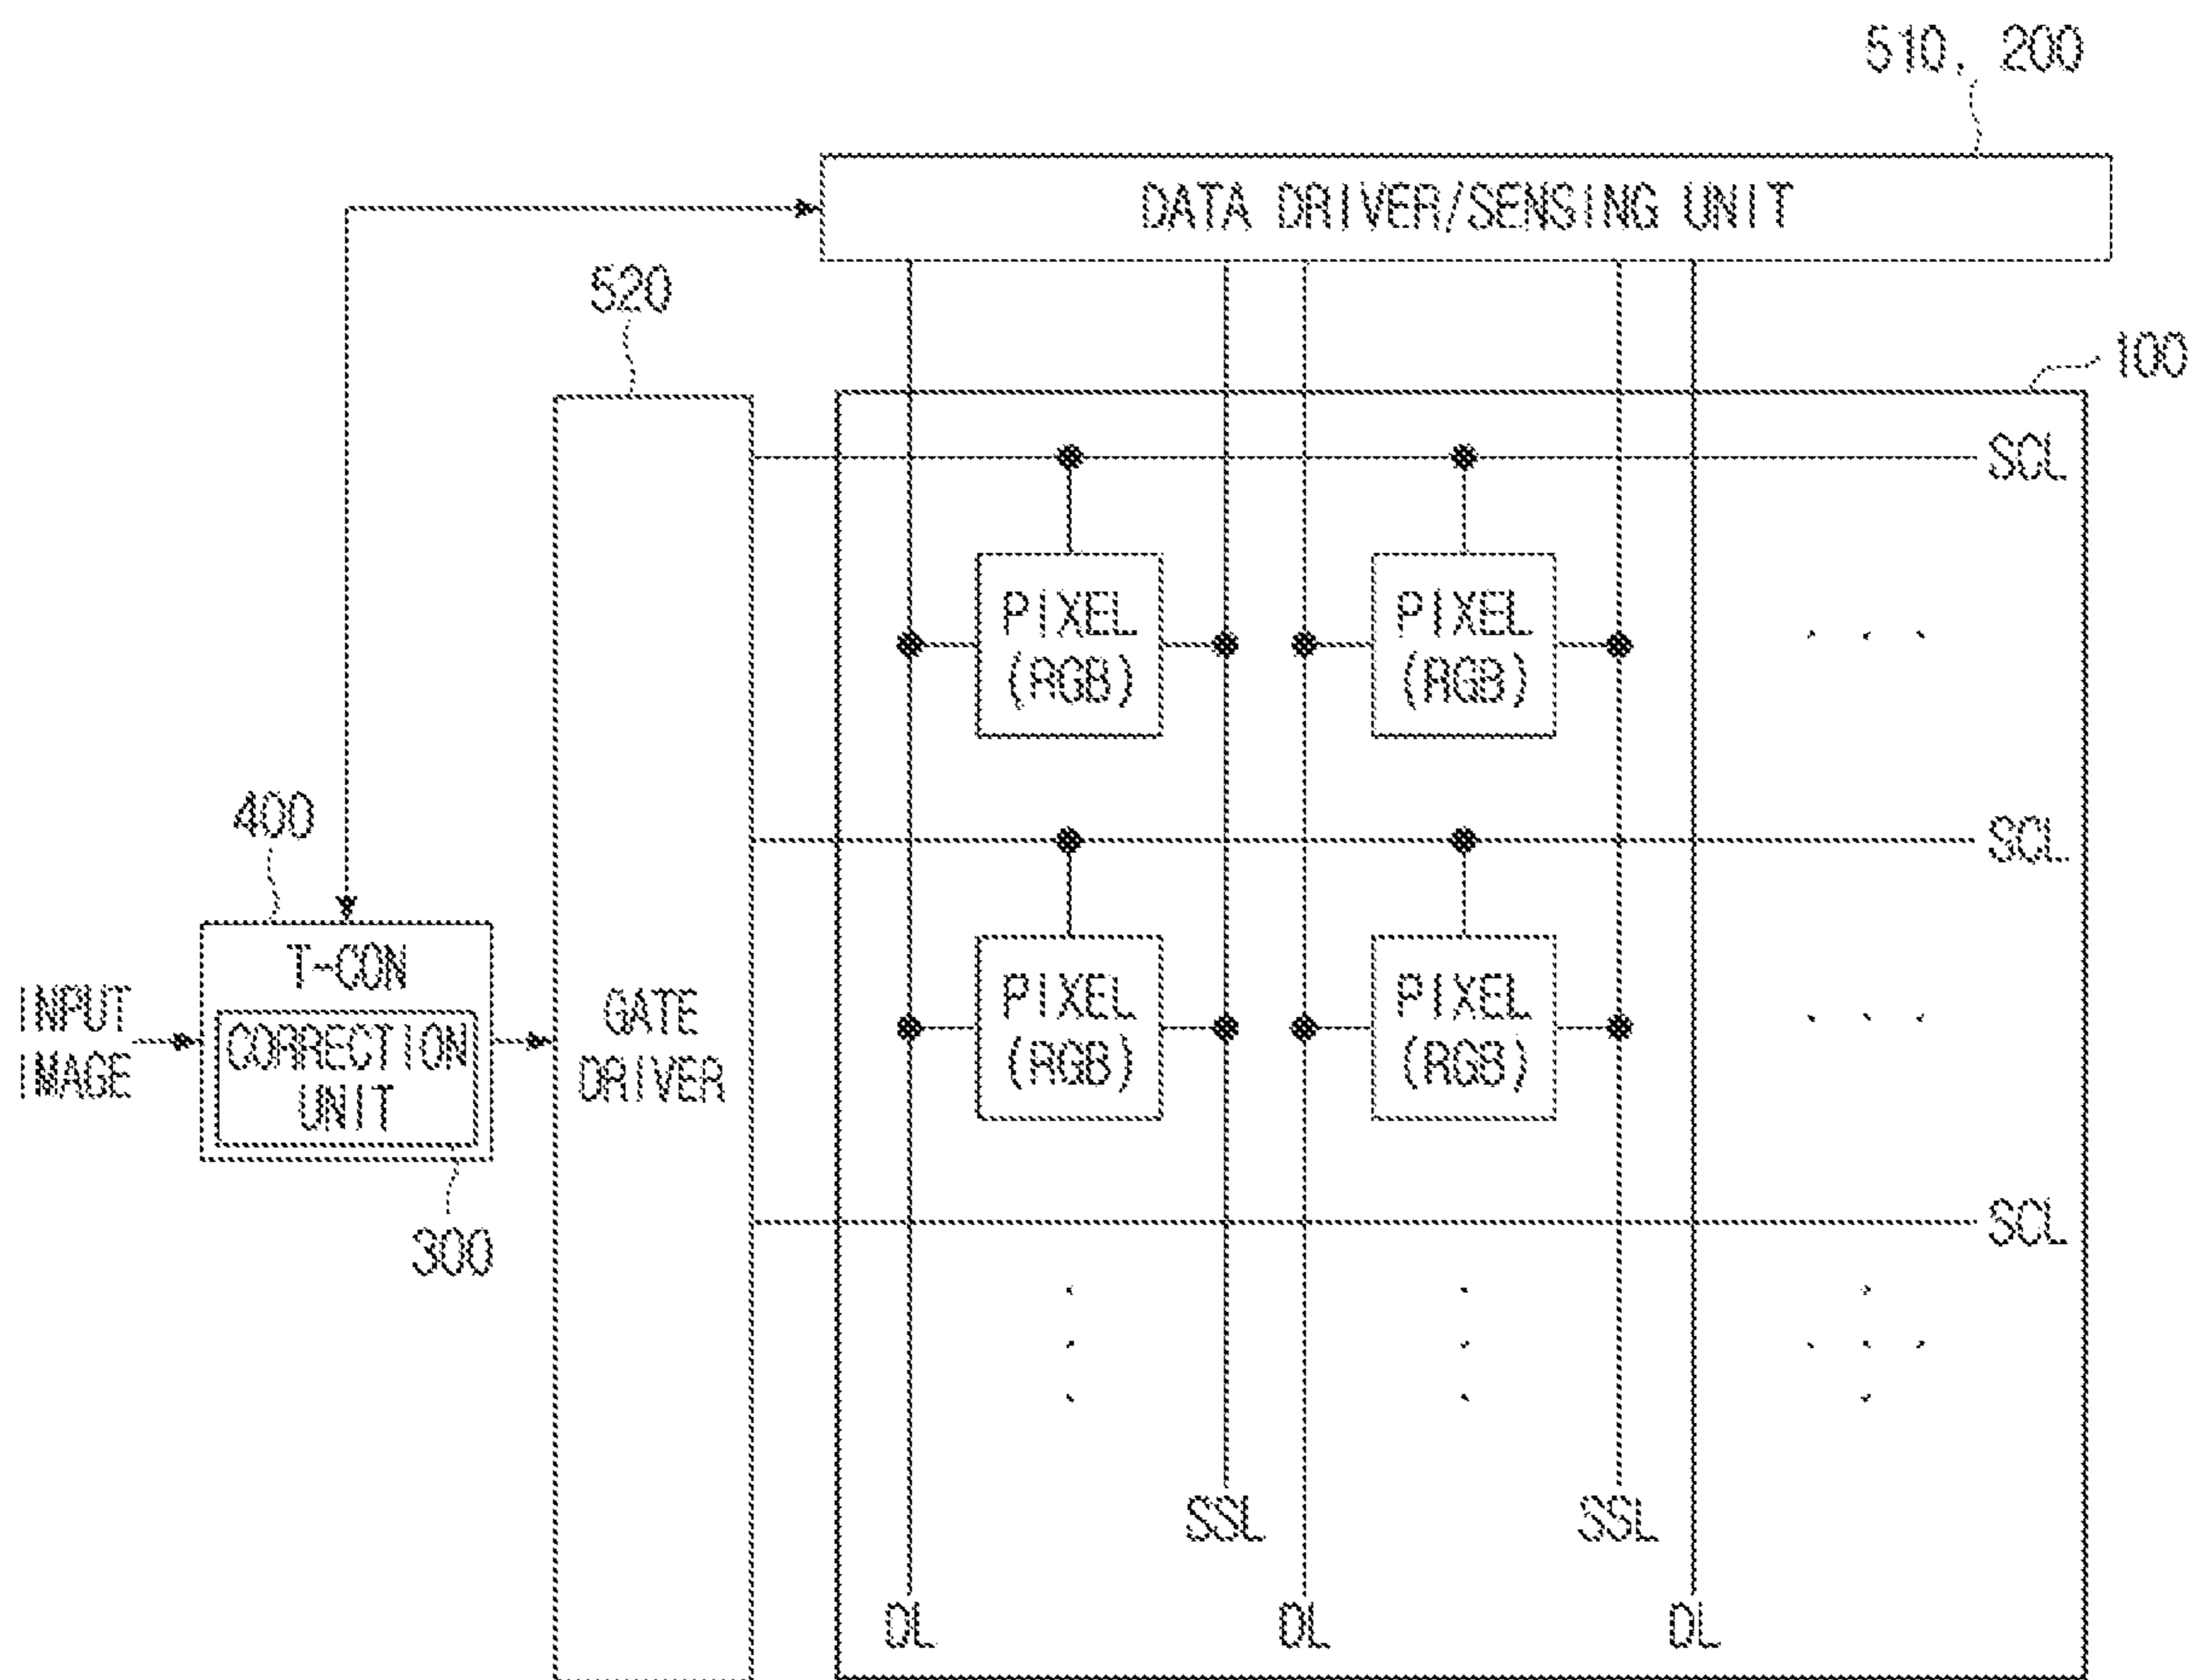 510, 200
DATA DRIVER/SENSING UNIT
520
100
SCL
PIXEL
(RGB)
PIXEL
(RGB)
. . .
400
SCL
T-CON
INPUT
IMAGE
CORRECTION
UNIT
GATE
DRIVER
PIXEL
(RGB)
PIXEL
(RGB)
. . .
300
SCL
SSL
SSL
DL
DL
DL